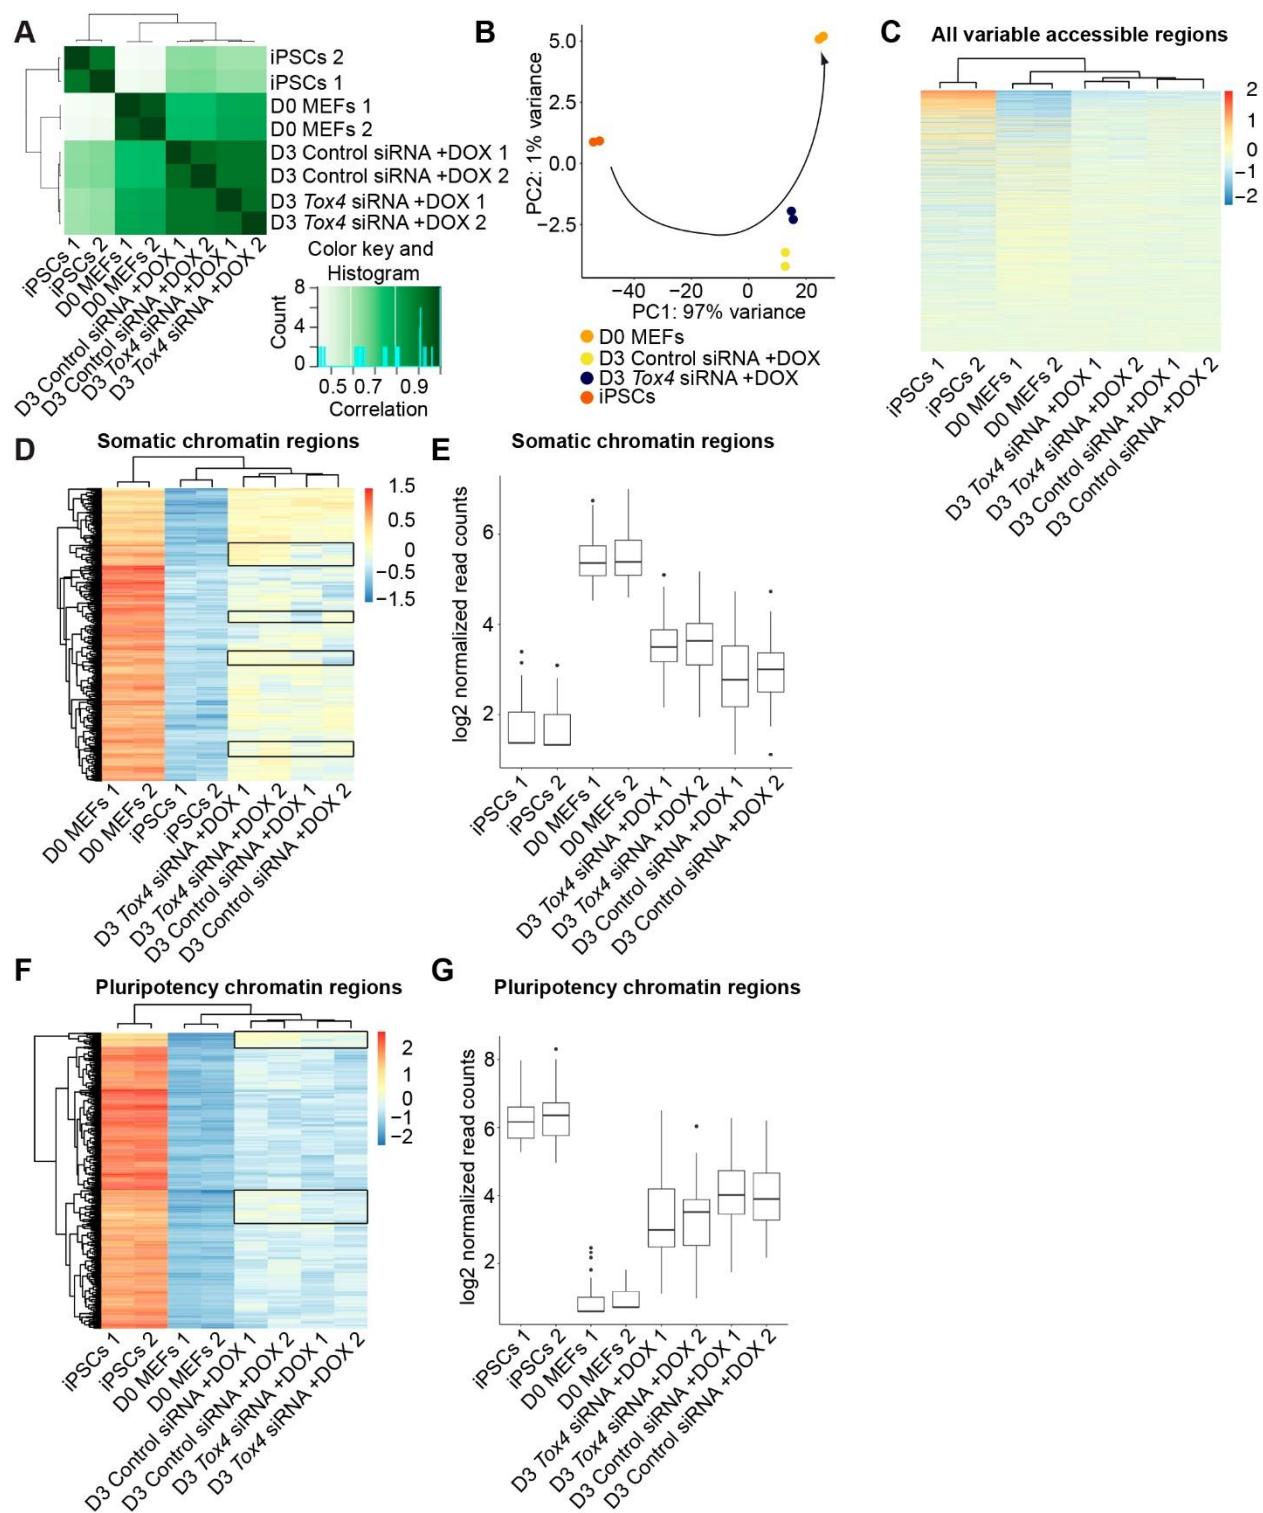 A
iPSCs 2
iPSCs 1
D0 MEFs 1
D0 MEFs 2
D3 Control siRNA +DOX 1
D3 Control siRNA +DOX 2
D3 Tox4 siRNA +DOX 1
D3 Tox4 siRNA +DOX 2
iPSCs 1
iPSCs 2
D0 MEFs 1
D0 MEFs 2
D3 Control siRNA +DOX 1
D3 Control siRNA +DOX 2
D3 Tox4 siRNA +DOX 1
D3 Tox4 siRNA +DOX 2
Color key and
Histogram
Count
8
4
0
0.5 0.7 0.9
Correlation
B
PC2: 1% variance
5.0
2.5
0.0
−2.5
−40 −20 0 20
PC1: 97% variance
D0 MEFs
D3 Control siRNA +DOX
D3 Tox4 siRNA +DOX
iPSCs
C
All variable accessible regions
2
1
0
−1
−2
iPSCs 1
iPSCs 2
D0 MEFs 1
D0 MEFs 2
D3 Tox4 siRNA +DOX 1
D3 Tox4 siRNA +DOX 2
D3 Control siRNA +DOX 1
D3 Control siRNA +DOX 2
D
Somatic chromatin regions
1.5
0.5
0
−0.5
−1.5
D0 MEFs 1
D0 MEFs 2
iPSCs 1
iPSCs 2
D3 Tox4 siRNA +DOX 1
D3 Tox4 siRNA +DOX 2
D3 Control siRNA +DOX 1
D3 Control siRNA +DOX 2
E
Somatic chromatin regions
log2 normalized read counts
6
4
2
iPSCs 1
iPSCs 2
D0 MEFs 1
D0 MEFs 2
D3 Tox4 siRNA +DOX 1
D3 Tox4 siRNA +DOX 2
D3 Control siRNA +DOX 1
D3 Control siRNA +DOX 2
F
Pluripotency chromatin regions
2
1
0
−1
−2
iPSCs 1
iPSCs 2
D0 MEFs 1
D0 MEFs 2
D3 Control siRNA +DOX 1
D3 Control siRNA +DOX 2
D3 Tox4 siRNA +DOX 1
D3 Tox4 siRNA +DOX 2
G
Pluripotency chromatin regions
log2 normalized read counts
8
6
4
2
iPSCs 1
iPSCs 2
D0 MEFs 1
D0 MEFs 2
D3 Tox4 siRNA +DOX 1
D3 Tox4 siRNA +DOX 2
D3 Control siRNA +DOX 1
D3 Control siRNA +DOX 2